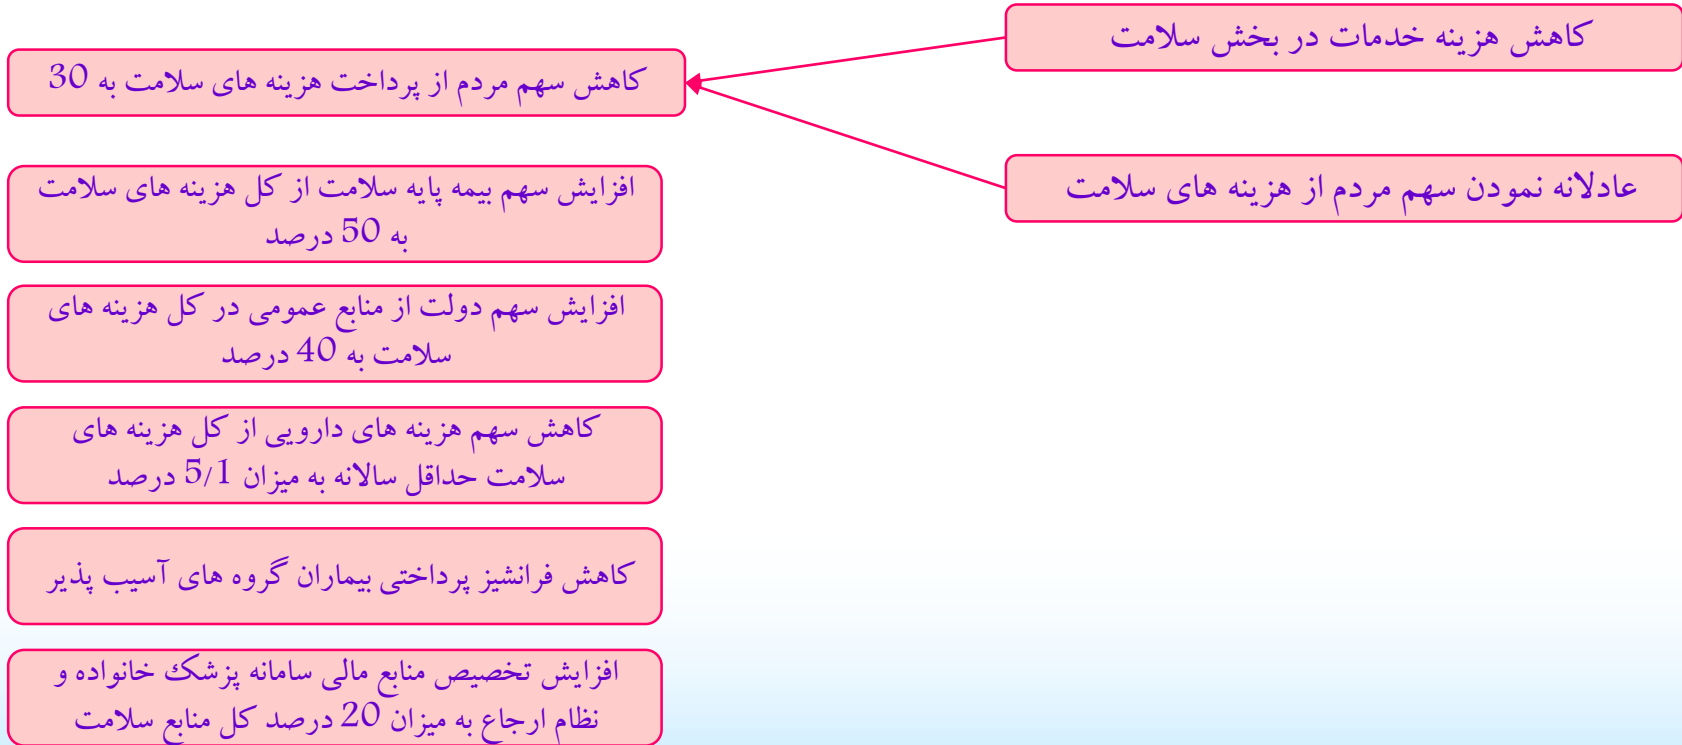 کاهش هزینه خدمات در بخش سلامت
عادلانه نمودن سهم مردم از هزینه های سلامت
کاهش سهم مردم از پرداخت هزینه های سلامت به 30
افزایش سهم بیمه پایه سلامت از کل هزینه های سلامت
به 50 درصد
افزایش سهم دولت از منابع عمومی در کل هزینه های
سلامت به 40 درصد
کاهش سهم هزینه های دارویی از کل هزینه های
سلامت حداقل سالانه به میزان 5/1 درصد
کاهش فرانشیز پرداختی بیماران گروه های آسیب پذیر
افزایش تخصیص منابع مالی سامانه پزشک خانواده و
نظام ارجاع به میزان 20 درصد کل منابع سلامت